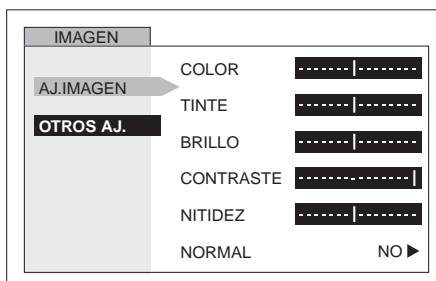 IMAGEN
AJ.IMAGEN
OTROS AJ.
COLOR
TINTE
BRILLO
CONTRASTE
NITIDEZ
NORMAL NO ▶